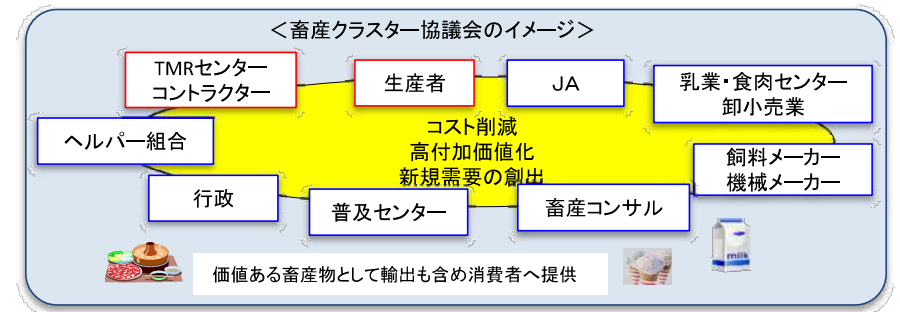 ＜畜産クラスター協議会のイメージ＞
TMRセンター
コントラクター
生産者
ＪＡ
乳業・食肉センター
卸小売業
ヘルパー組合
コスト削減
高付加価値化
新規需要の創出
飼料メーカー
機械メーカー
行政
普及センター
畜産コンサル
milk
価値ある畜産物として輸出も含め消費者へ提供